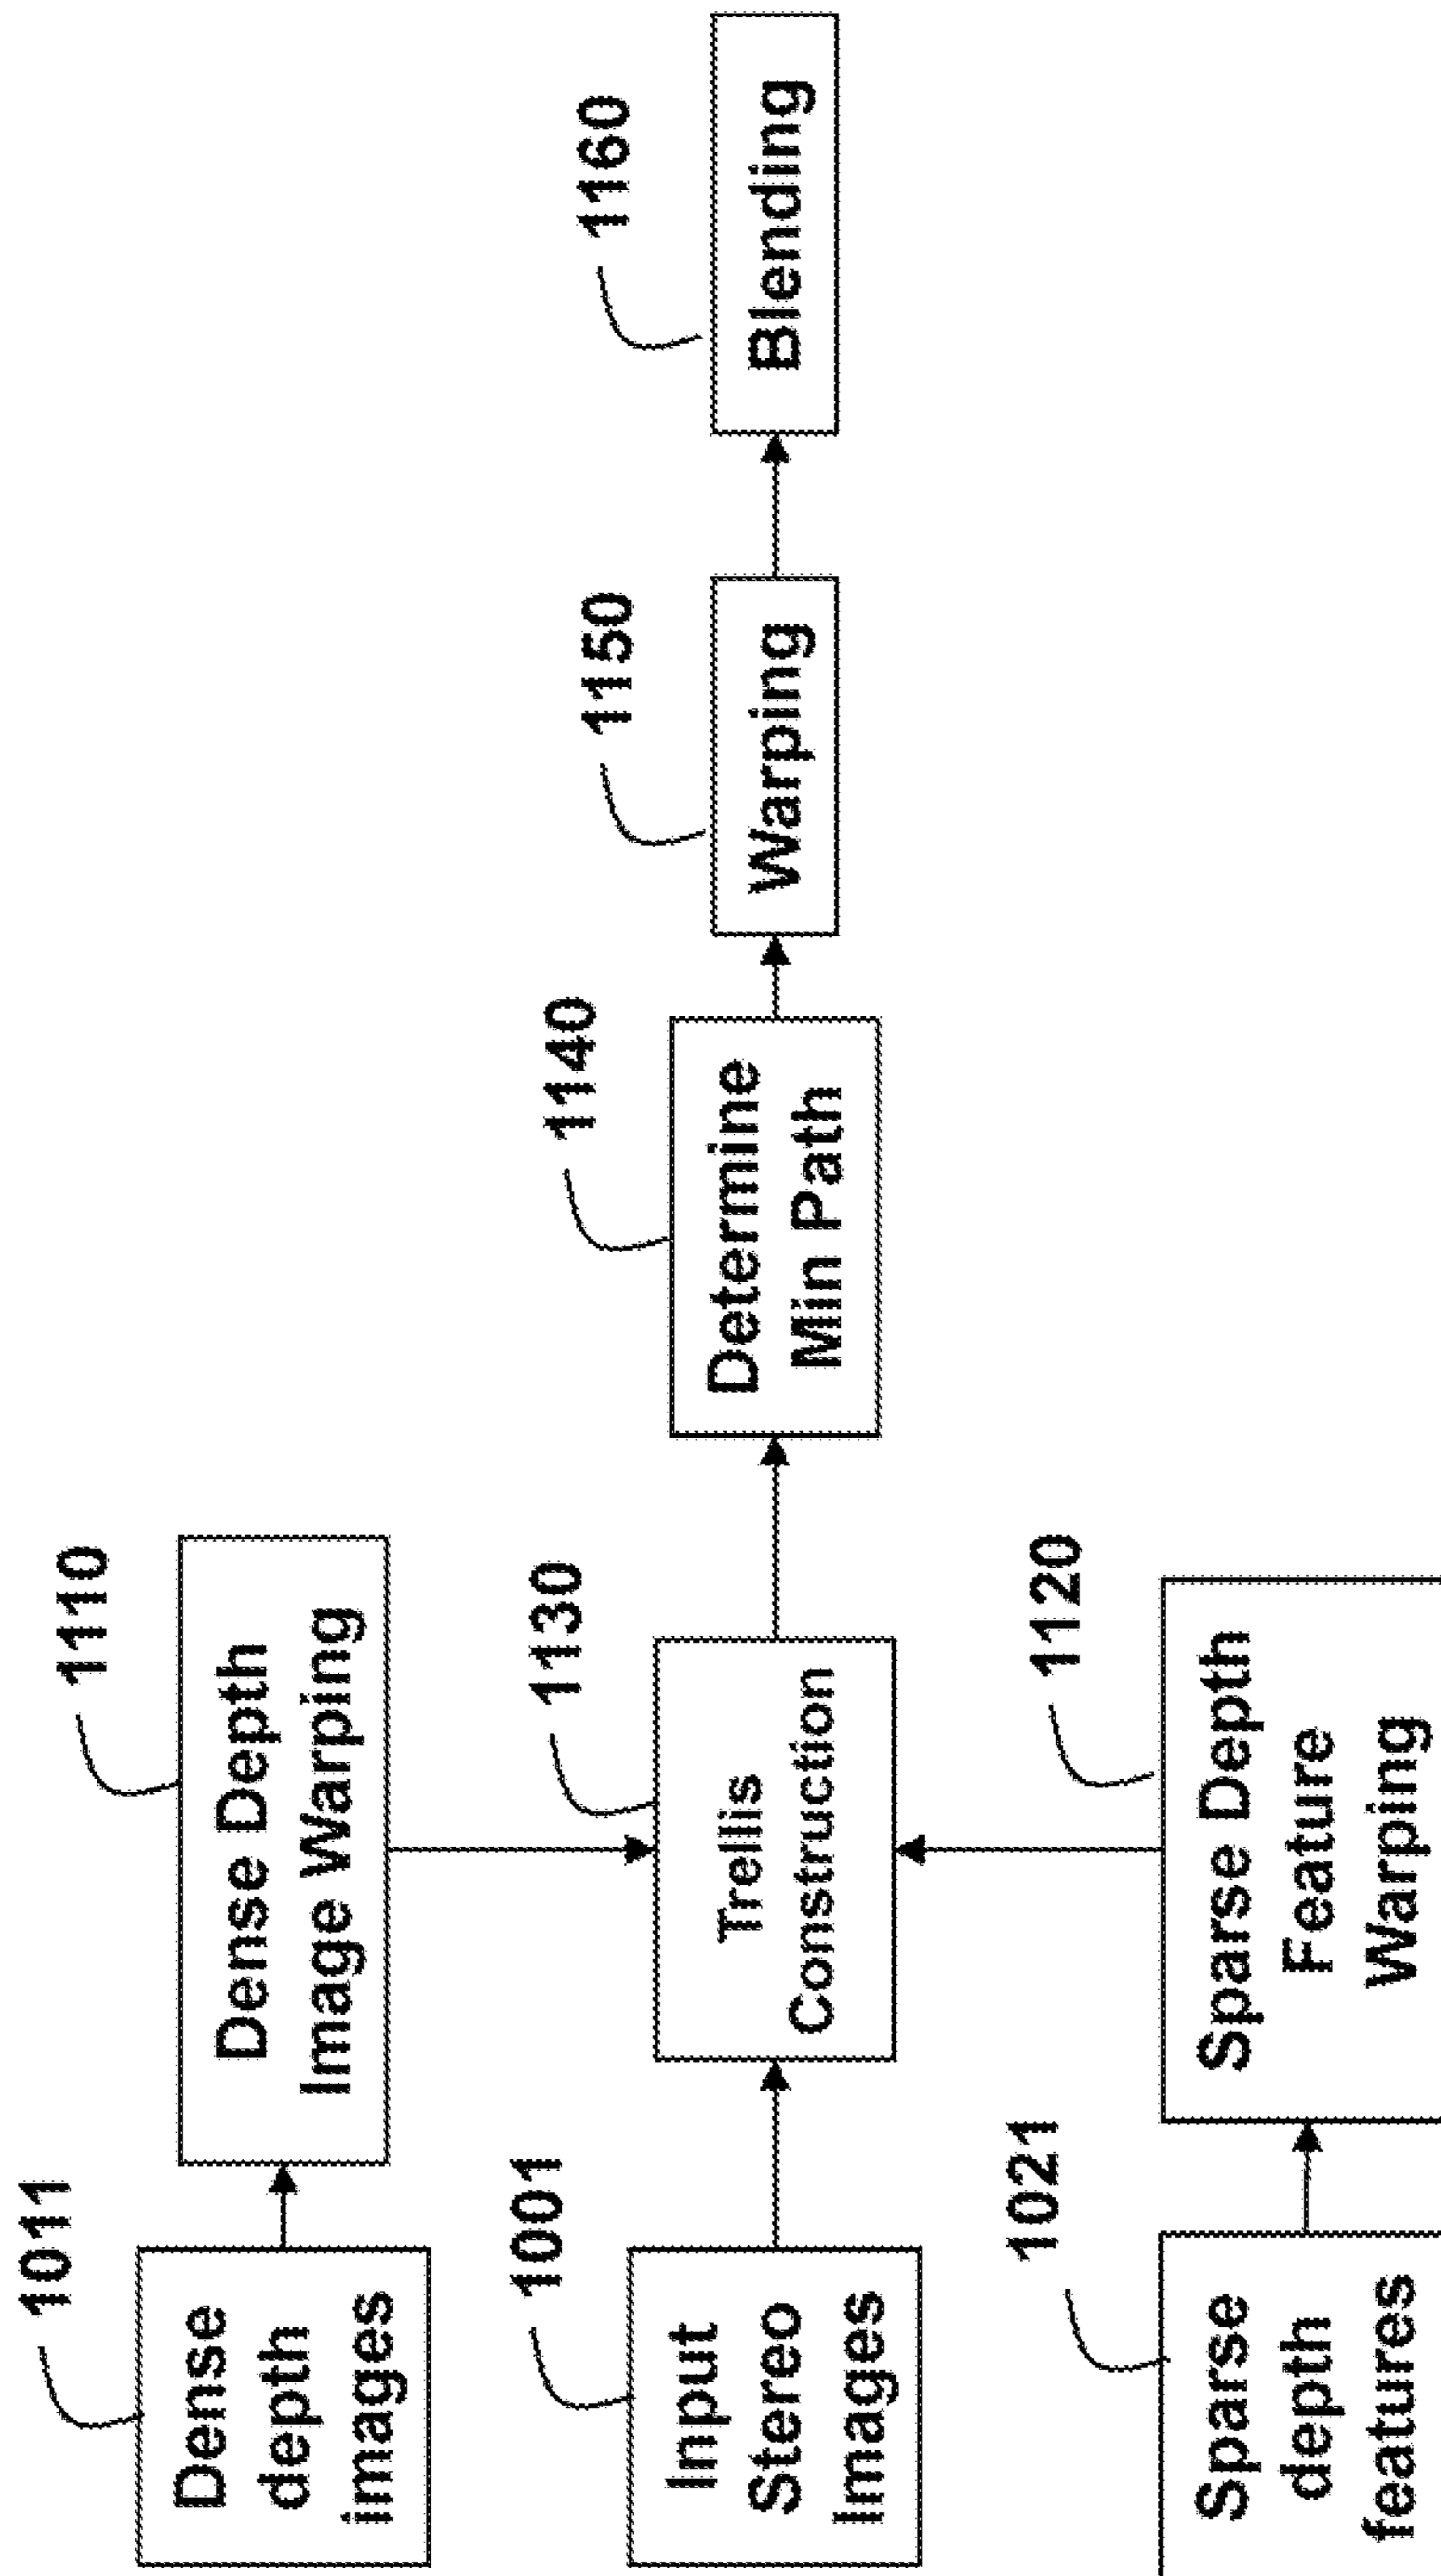 1011
Dense
depth
images
1110
Dense Depth
Image Warping
1001
Input
Stereo
Images
1130
Trellis
Construction
1140
Determine
Min Path
1150
Warping
1160
Blending
1021
Sparse
depth
features
1120
Sparse Depth
Feature
Warping